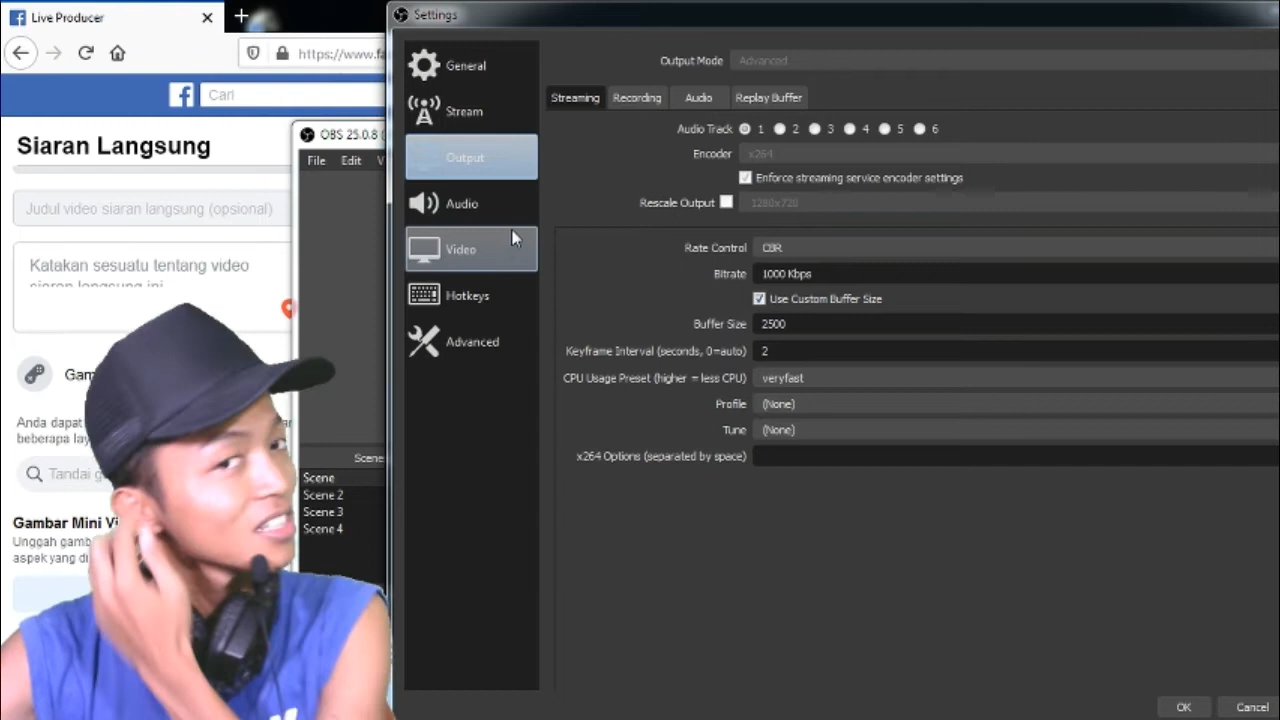 Live Producer
https://www.fa
Cari
Siaran Langsung
Judul video siaran langsung (opsional)
Katakan sesuatu tentang video
siaran langsung ini
Anda dapat
Tandai
Gambar Mini Vi
Unggah gamb
aspek yang di
OBS 25.0.8
File Edit V
Scene
Scene
Scene 2
Scene 3
Scene 4
Settings
General
Stream
Output
Audio
Video
Hotkeys
Advanced
Output Mode Advanced
Streaming Recording Audio Replay Buffer
Audio Track 1 2 3 4 5 6
Encoder x264
Enforce streaming service encoder settings
Rescale Output 1280x720
Rate Control CBR
Bitrate 1000 Kbps
Use Custom Buffer Size
Buffer Size 2500
Keyframe Interval (seconds, 0=auto) 2
CPU Usage Preset (higher = less CPU) veryfast
Profile (None)
Tune (None)
x264 Options (separated by space)
OK Cancel